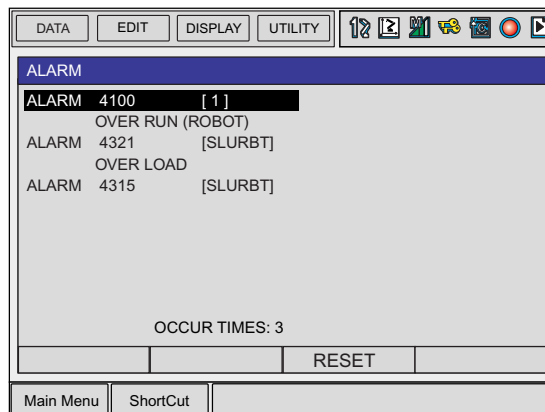 DATA EDIT DISPLAY UTILITY
ALARM
ALARM 4100 [ 1 ]
OVER RUN (ROBOT)
ALARM 4321 [SLURBT]
OVER LOAD
ALARM 4315 [SLURBT]
OCCUR TIMES: 3
RESET
Main Menu ShortCut